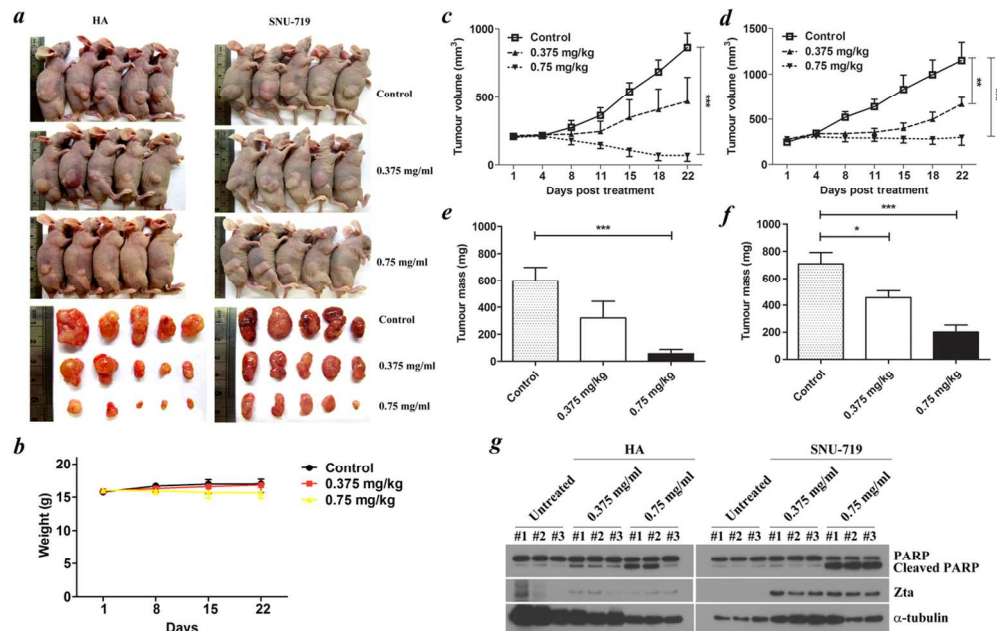 a
HA
SNU-719
Control
0.375 mg/ml
0.75 mg/ml
Control
0.375 mg/ml
0.75 mg/ml
b
Weight (g)
20
15
10
5
0
1 8 15 22
Days
Control
0.375 mg/kg
0.75 mg/kg
c
Tumour volume (mm3)
1000
500
0
1 4 8 11 15 18 22
Days post treatment
Control
0.375 mg/kg
0.75 mg/kg
***
d
Tumour volume (mm3)
1500
1000
500
0
1 4 8 11 15 18 22
Days post treatment
Control
0.375 mg/kg
0.75 mg/kg
**
***
e
Tumour mass (mg)
1000
800
600
400
200
0
***
Control
0.375 mg/kg
0.75 mg/kg
f
Tumour mass (mg)
1000
800
600
400
200
0
***
*
Control
0.375 mg/kg
0.75 mg/kg
g
HA
SNU-719
Untreated
0.375 mg/ml
0.75 mg/ml
Untreated
0.375 mg/ml
0.75 mg/ml
#1 #2 #3 #1 #2 #3 #1 #2 #3
#1 #2 #3 #1 #2 #3 #1 #2 #3
PARP
Cleaved PARP
Zta
α-tubulin